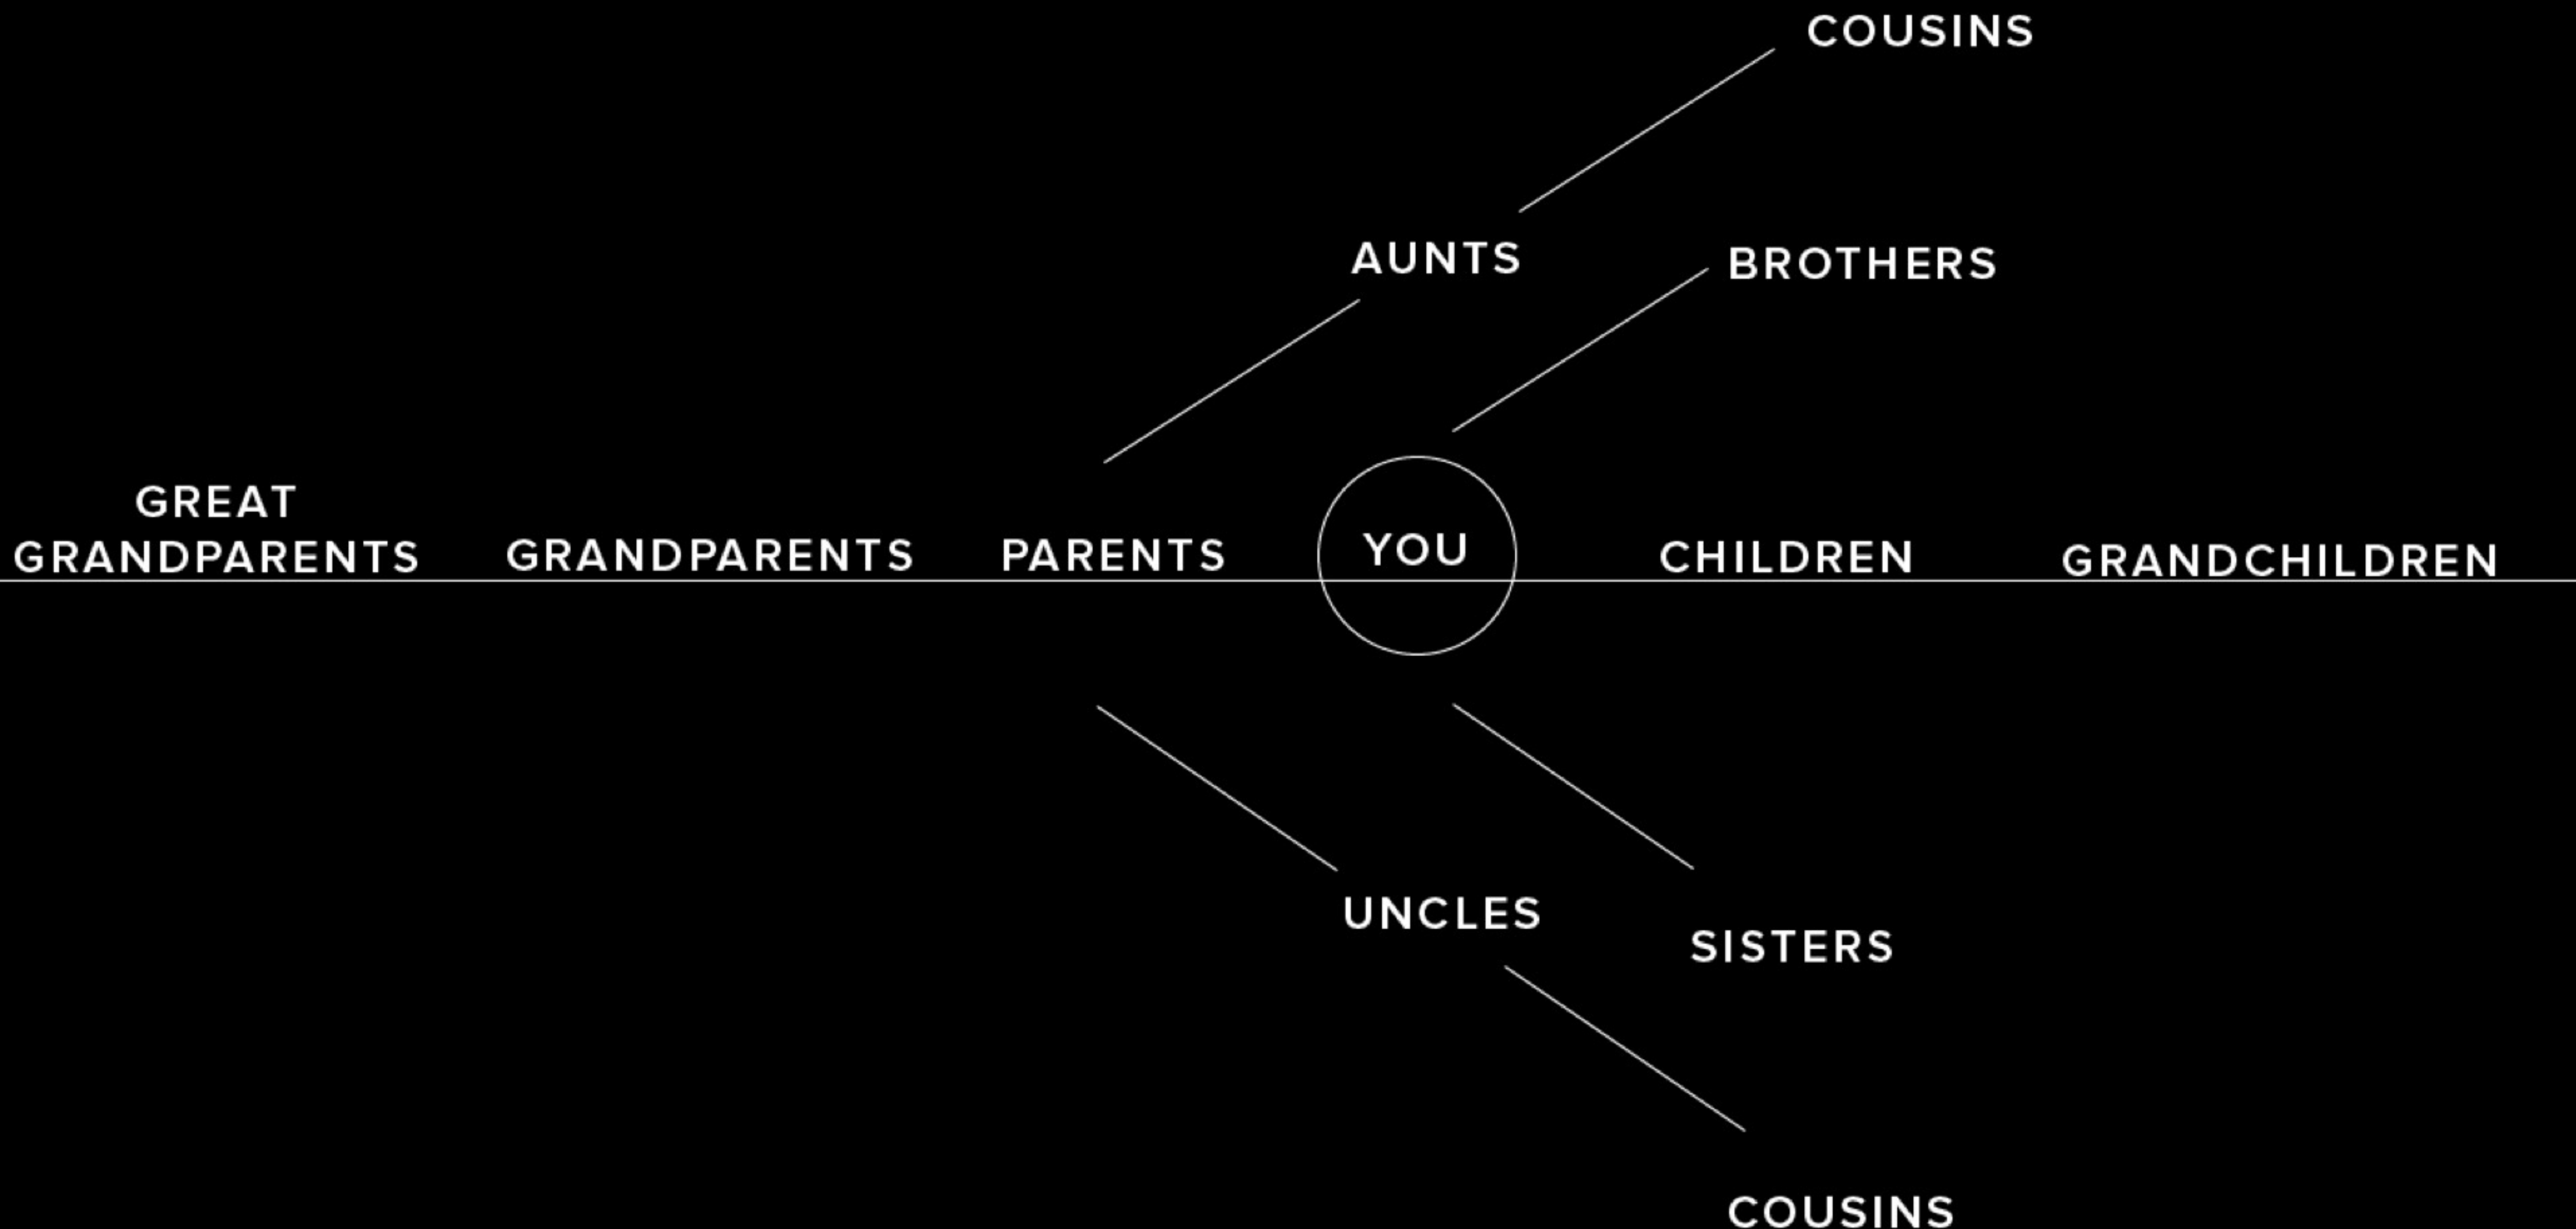 COUSINS
AUNTS
BROTHERS
GREAT
GRANDPARENTS
GRANDPARENTS
PARENTS
YOU
CHILDREN
GRANDCHILDREN
UNCLES
SISTERS
COUSINS